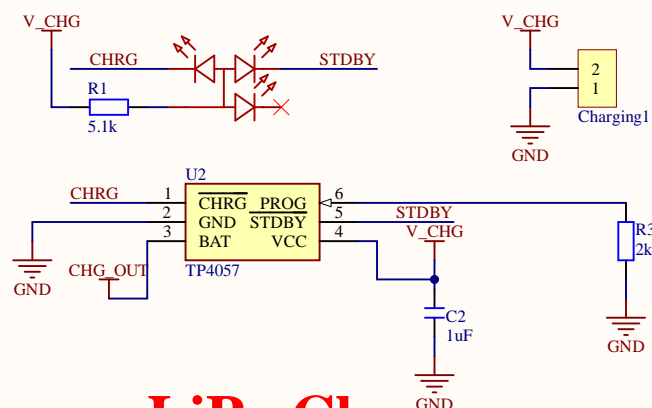 V_CHG
V_CHG
CHRG
STDBY
R1
5.1k
2
1
Charging1
GND
U2
CHRG
1
CHRG
PROG
6
2
GND
STDBY
5
STDBY
3
BAT
VCC
4
V_CHG
R3
2k
CHG_OUT
TP4057
GND
C2
1uF
GND
GND